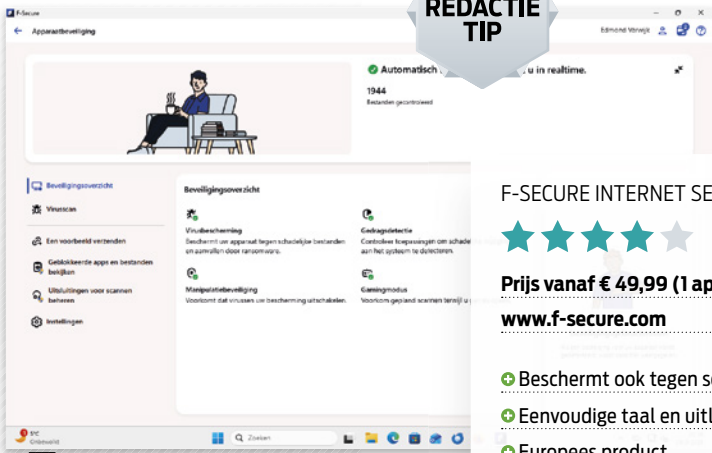 F-Secure
REDACTIE
TIP
Apparaatbeveiliging
Edmond Varwijk
Automatisch
u in realtime.
1944
Bestanden gecontroleerd
Beveiligingsoverzicht
Virusscan
Een voorbeeld verzenden
Geblokkeerde apps en bestanden
bekijken
Uitsluitingen voor scannen
beheren
Instellingen
Beveiligingsoverzicht
Virusbescherming
Beschermt uw apparaat tegen schadelijke bestanden
en aanvallen door ransomware.
Gedragsdetectie
Controleer toepassingen om schade
aan het systeem te detecteren.
Manipulatiebeveiliging
Voorkomt dat virussen uw bescherming uitschakelen.
Gamingmodus
Voorkom gepland scannen terwijl u
F-SECURE INTERNET SE
Prijs vanaf € 49,99 (1 ap
www.f-secure.com
Beschermt ook tegen s
Eenvoudige taal en uitl
Europees product
5°C
Onbewolkt
Zoeken